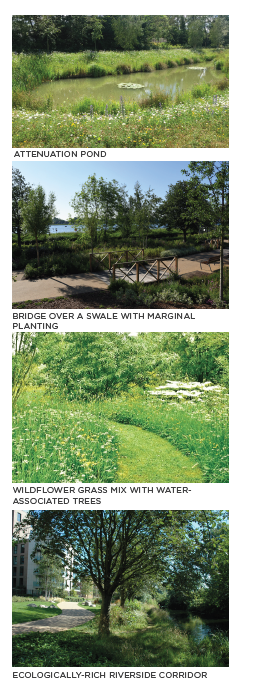 ATTENUATION POND
BRIDGE OVER A SWALE WITH MARGINAL
PLANTING
WILDFLOWER GRASS MIX WITH WATER-
ASSOCIATED TREES
ECOLOGICALLY-RICH RIVERSIDE CORRIDOR